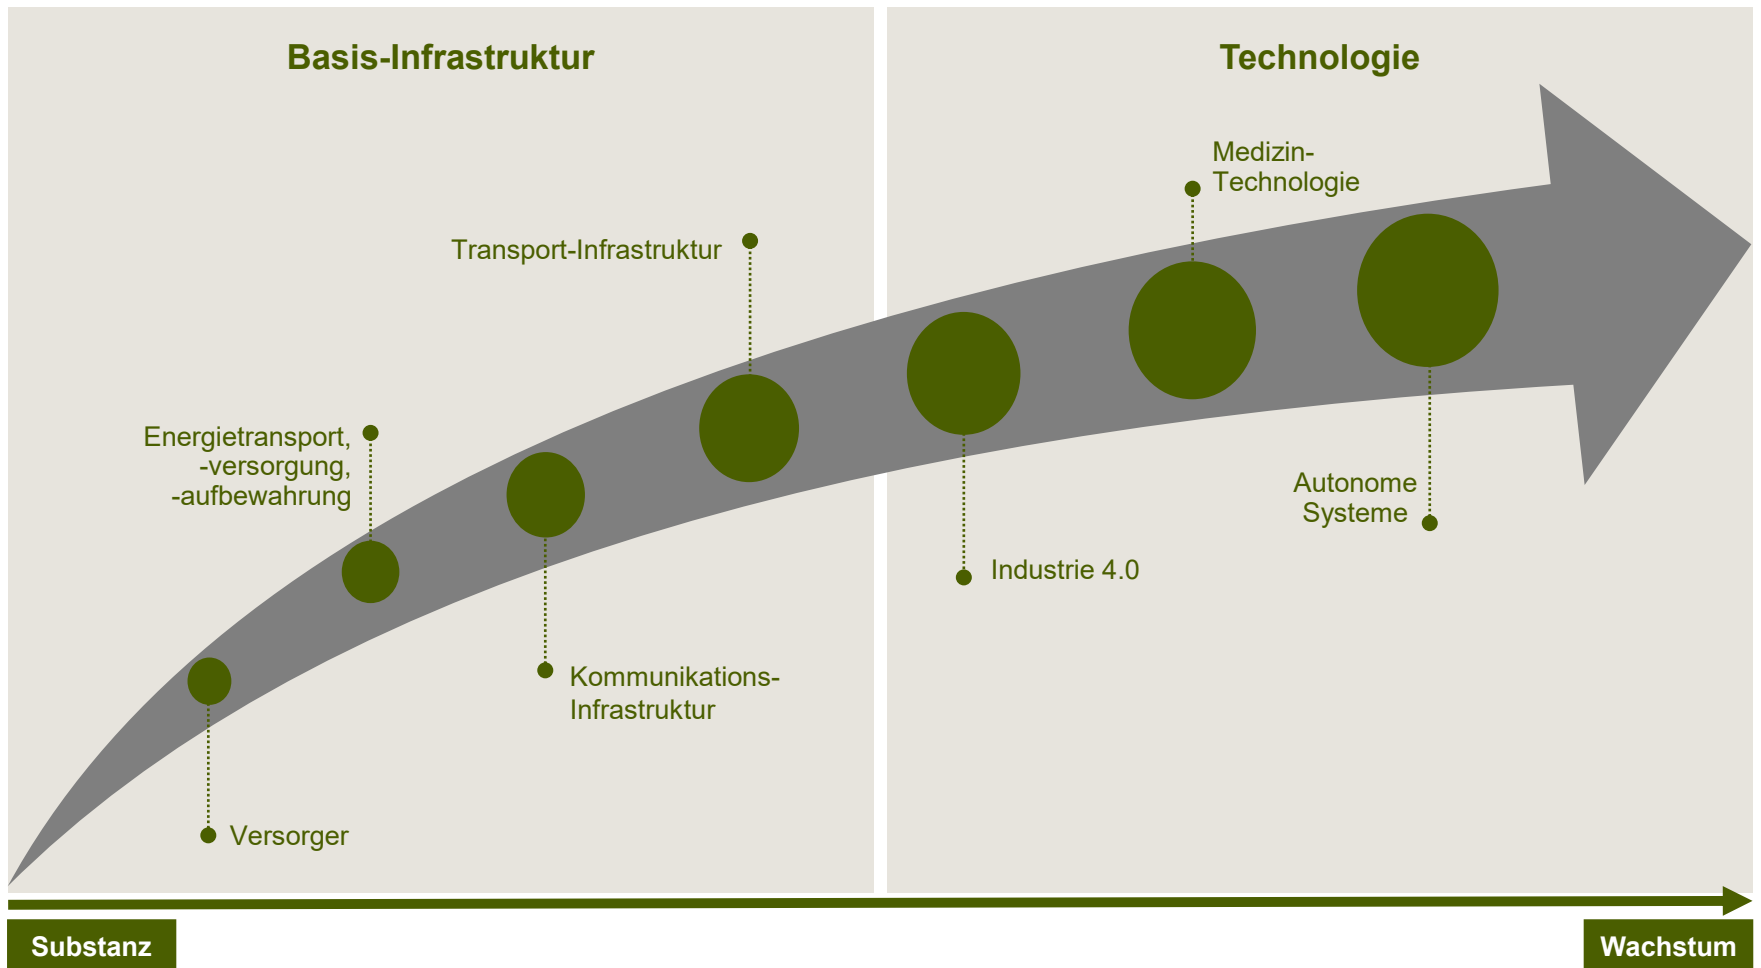 Basis-Infrastruktur
Technologie
Medizin-
Technologie
Transport-Infrastruktur
Energietransport,
-versorgung,
-aufbewahrung
Autonome
Systeme
Industrie 4.0
Kommunikations-
Infrastruktur
Versorger
Substanz
Wachstum